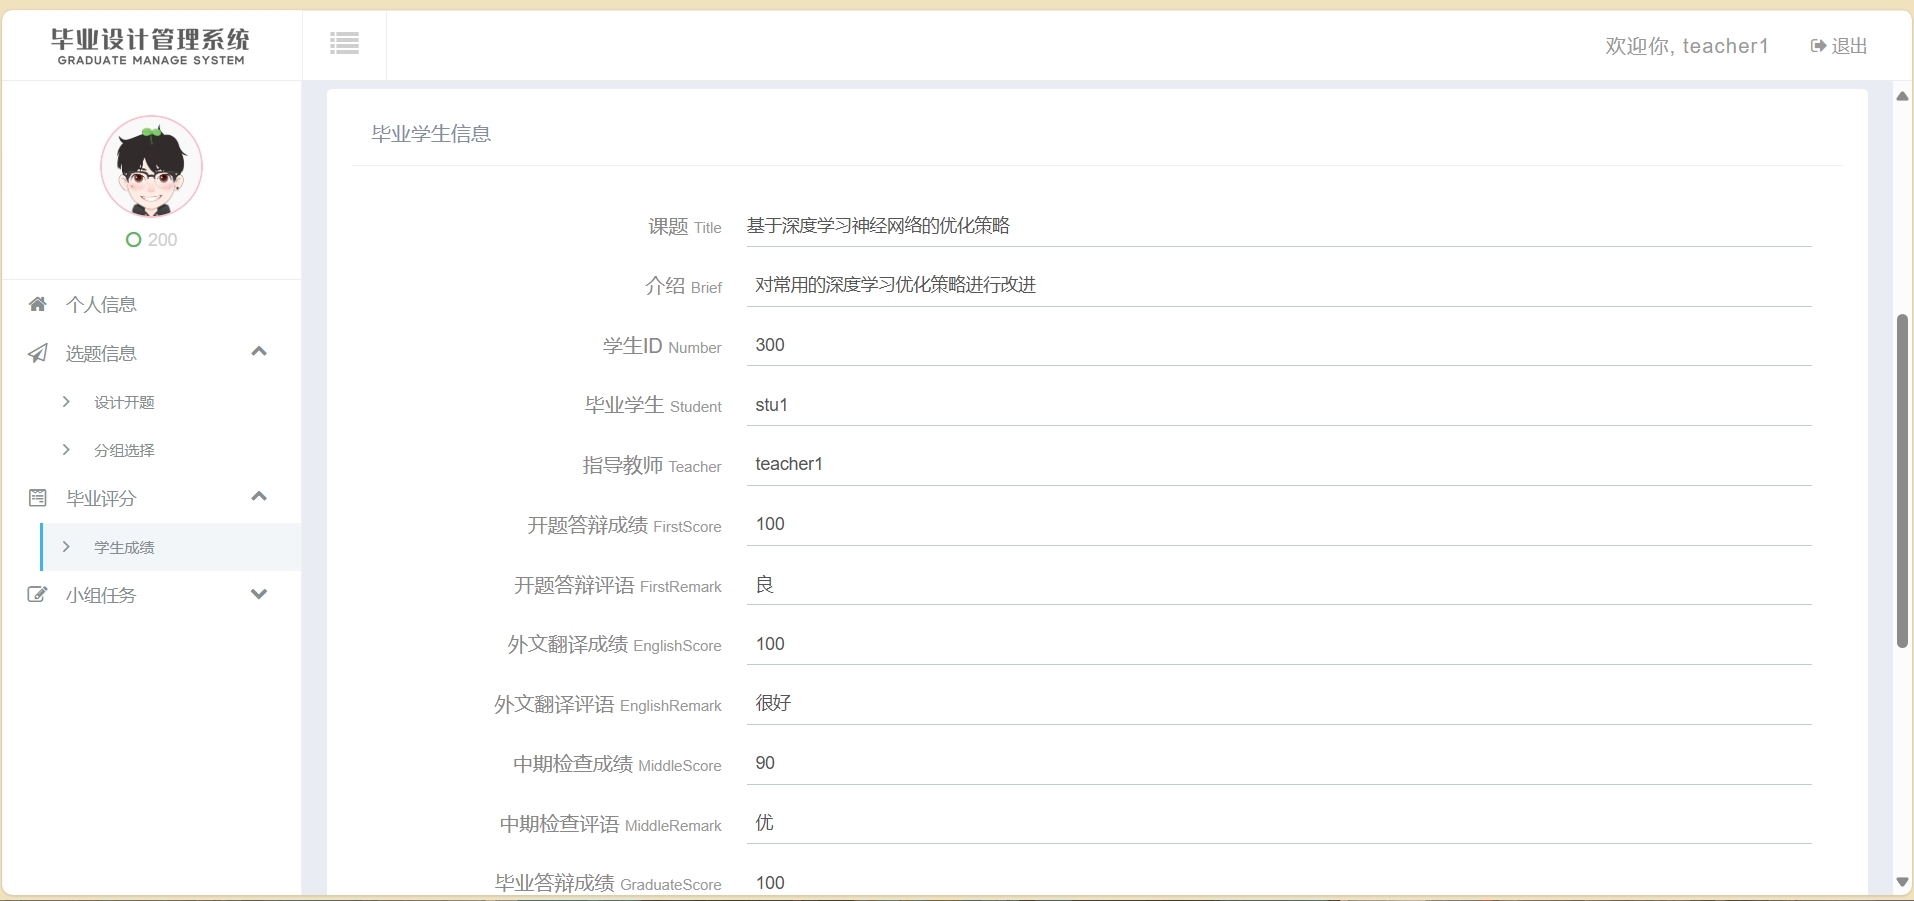 毕业设计管理系统
GRADUATE MANAGE SYSTEM
欢迎你, teacher1
退出
200
个人信息
选题信息
设计开题
分组选择
毕业评分
学生成绩
小组任务
毕业学生信息
课题 Title 基于深度学习神经网络的优化策略
介绍 Brief 对常用的深度学习优化策略进行改进
学生ID Number 300
毕业学生 Student stu1
指导教师 Teacher teacher1
开题答辩成绩 FirstScore 100
开题答辩评语 FirstRemark 良
外文翻译成绩 EnglishScore 100
外文翻译评语 EnglishRemark 很好
中期检查成绩 MiddleScore 90
中期检查评语 MiddleRemark 优
毕业答辩成绩 GraduateScore 100